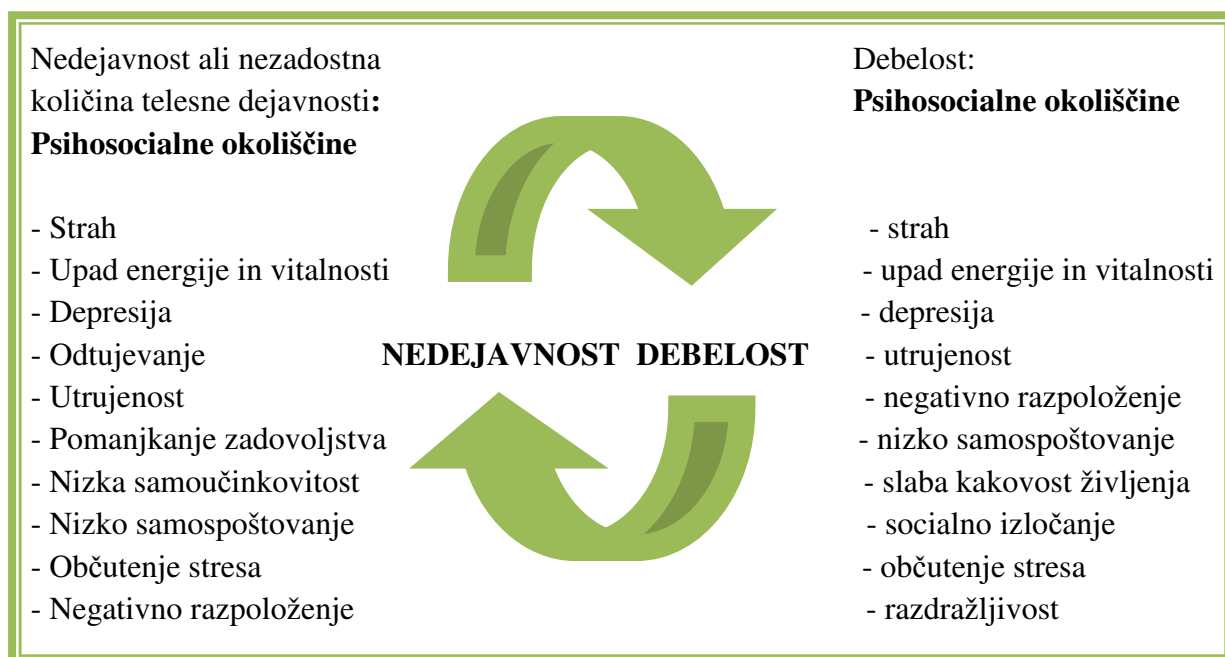 Nedejavnost ali nezadostna
količina telesne dejavnosti:
Psihosocialne okoliščine
- Strah
- Upad energije in vitalnosti
- Depresija
- Odtujevanje
- Utrujenost
- Pomanjkanje zadovoljstva
- Nizka samoučinkovitost
- Nizko samospoštovanje
- Občutenje stresa
- Negativno razpoloženje
NEDEJAVNOST DEBELOST
Debelost:
Psihosocialne okoliščine
- strah
- upad energije in vitalnosti
- depresija
- utrujenost
- negativno razpoloženje
- nizko samospoštovanje
- slaba kakovost življenja
- socialno izločanje
- občutenje stresa
- razdražljivost